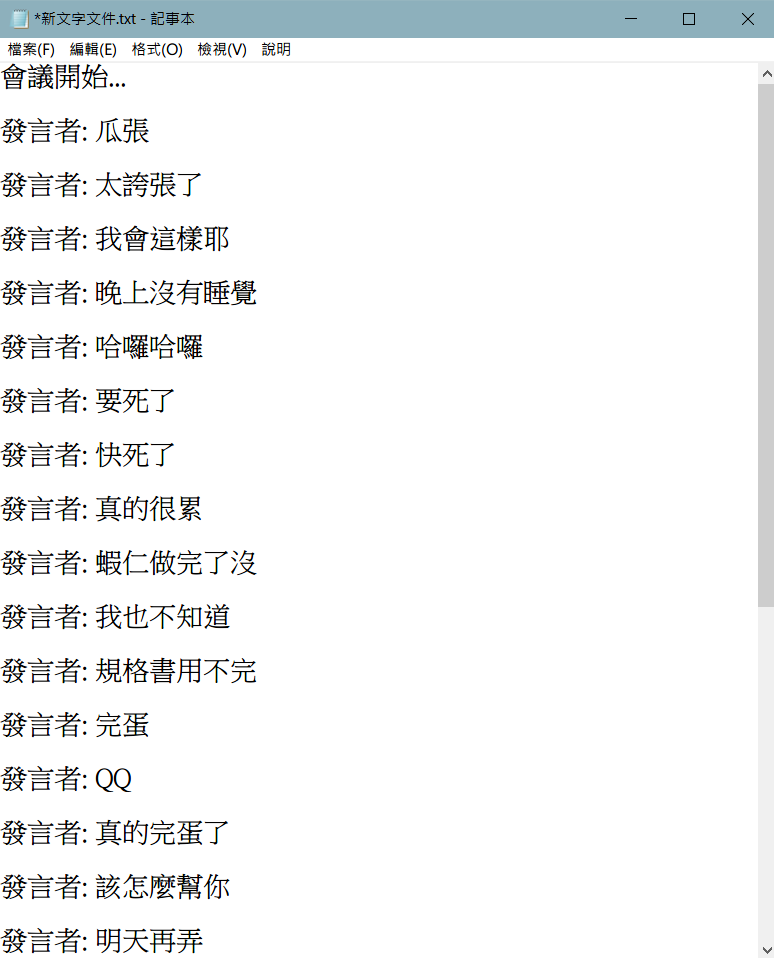 *新文字文件.txt - 記事本
檔案(F) 編輯(E) 格式(O) 檢視(V) 說明
會議開始...
發言者: 瓜張
發言者: 太誇張了
發言者: 我會這樣耶
發言者: 晚上沒有睡覺
發言者: 哈囉哈囉
發言者: 要死了
發言者: 快死了
發言者: 真的很累
發言者: 蝦仁做完了沒
發言者: 我也不知道
發言者: 規格書用不完
發言者: 完蛋
發言者: QQ
發言者: 真的完蛋了
發言者: 該怎麼幫你
發言者: 明天再弄